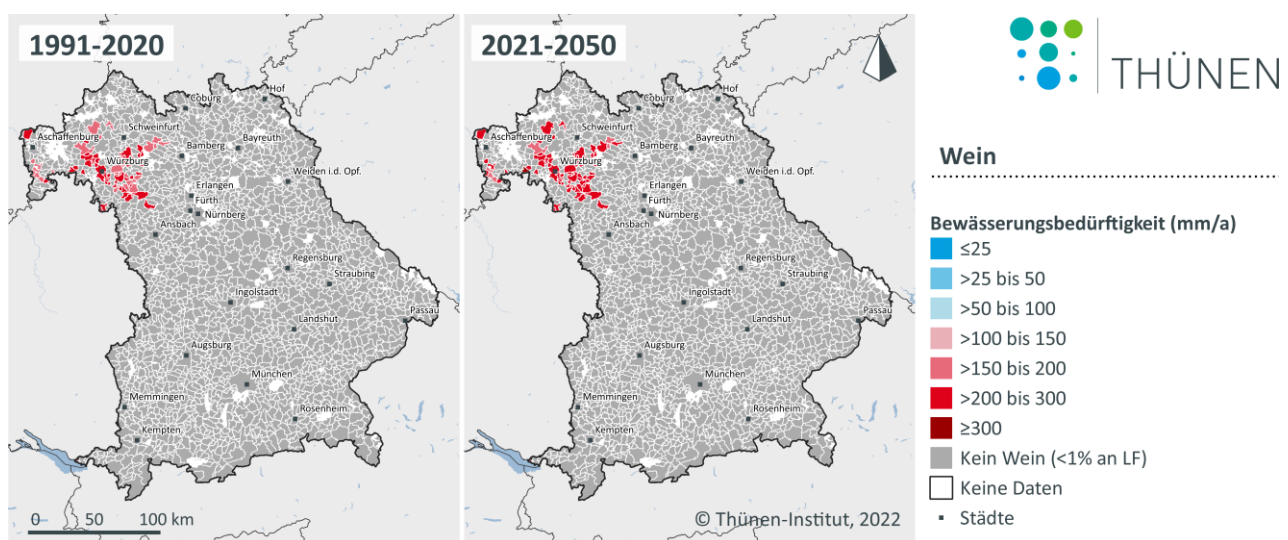 1991-2020
Hof
Coburg
Aschaffenburg
Schweinfurt
Bayreuth
Bamberg
Würzburg
Weiden i.d. Opf.
Erlangen
Fürth
Nürnberg
Ansbach
Regensburg
Straubing
Ingolstadt
Passau
Landshut
Augsburg
München
Memmingen
Rosenheim
Kempten
0 50 100 km
2021-2050
Hof
Coburg
Aschaffenburg
Schweinfurt
Bayreuth
Bamberg
Würzburg
Weiden i.d. Opf.
Erlangen
Fürth
Nürnberg
Ansbach
Regensburg
Straubing
Ingolstadt
Passau
Landshut
Augsburg
München
Memmingen
Rosenheim
Kempten
© Thünen-Institut, 2022
THÜNEN
Wein
Bewässerungsbedürftigkeit (mm/a)
≤25
>25 bis 50
>50 bis 100
>100 bis 150
>150 bis 200
>200 bis 300
≥300
Kein Wein (<1% an LF)
Keine Daten
Städte